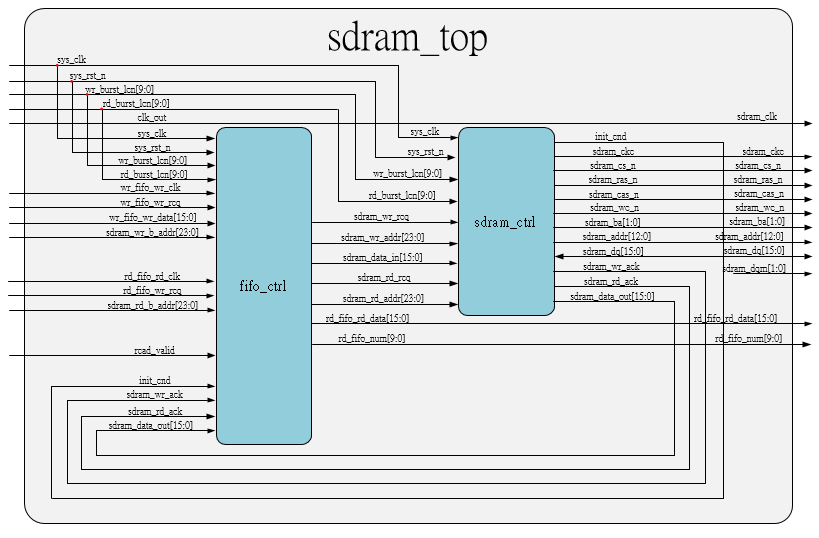 sdram_top
sys_clk
sys_rst_n
wr_burst_len[9:0]
rd_burst_len[9:0]
clk_out
sdram_clk
sys_clk
sys_rst_n
wr_burst_len[9:0]
rd_burst_len[9:0]
wr_fifo_wr_clk
wr_fifo_wr_req
wr_fifo_wr_data[15:0]
sdram_wr_b_addr[23:0]
rd_fifo_rd_clk
rd_fifo_wr_req
sdram_rd_b_addr[23:0]
read_valid
init_end
sdram_wr_ack
sdram_rd_ack
sdram_data_out[15:0]
fifo_ctrl
sys_clk
sys_rst_n
wr_burst_len[9:0]
rd_burst_len[9:0]
sdram_wr_req
sdram_wr_addr[23:0]
sdram_data_in[15:0]
sdram_rd_req
sdram_rd_addr[23:0]
rd_fifo_rd_data[15:0]
rd_fifo_num[9:0]
sdram_ctrl
init_end
sdram_cke
sdram_cs_n
sdram_ras_n
sdram_cas_n
sdram_we_n
sdram_ba[1:0]
sdram_addr[12:0]
sdram_dq[15:0]
sdram_wr_ack
sdram_rd_ack
sdram_data_out[15:0]
sdram_cke
sdram_cs_n
sdram_ras_n
sdram_cas_n
sdram_we_n
sdram_ba[1:0]
sdram_addr[12:0]
sdram_dq[15:0]
sdram_dqm[1:0]
rd_fifo_rd_data[15:0]
rd_fifo_num[9:0]